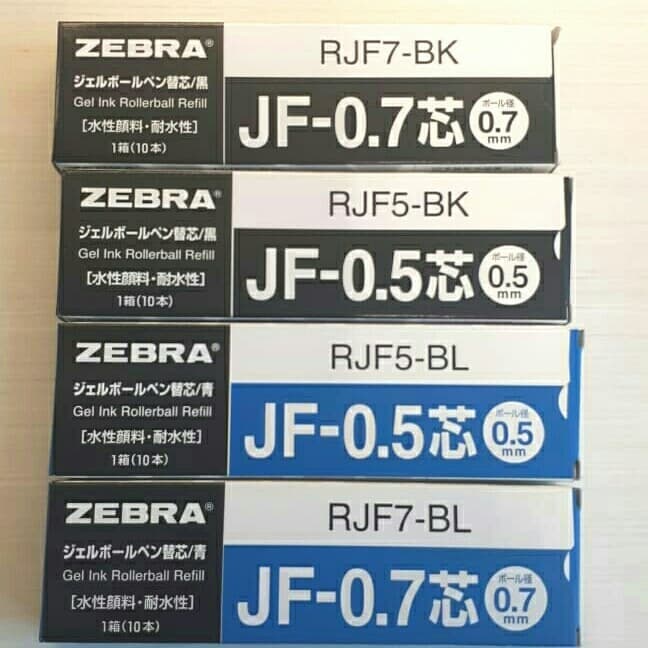 ZEBRA®
ジェルボールペン替芯/黒
Gel Ink Rollerball Refill
[水性顔料・耐水性]
1箱(10本)
RJF7-BK
JF-0.7芯
ボール径
0.7
mm
ZEBRA®
ジェルボールペン替芯/黒
Gel Ink Rollerball Refill
[水性顔料・耐水性]
1箱(10本)
RJF5-BK
JF-0.5芯
ボール径
0.5
mm
ZEBRA®
ジェルボールペン替芯/青
Gel Ink Rollerball Refill
[水性顔料・耐水性]
1箱(10本)
RJF5-BL
JF-0.5芯
ボール径
0.5
mm
ZEBRA®
ジェルボールペン替芯/青
Gel Ink Rollerball Refill
[水性顔料・耐水性]
1箱(10本)
RJF7-BL
JF-0.7芯
ボール径
0.7
mm